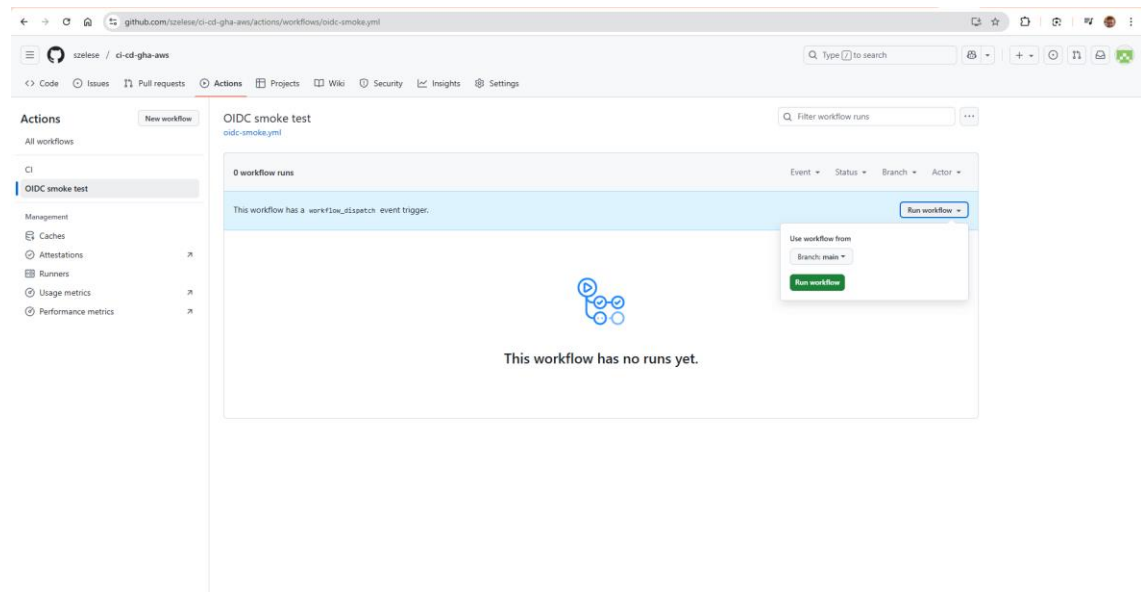 github.com/szelese/ci-cd-gha-aws/actions/workflows/oidc-smoke.yml
szelese / ci-cd-gha-aws
Type / to search
Code Issues Pull requests Actions Projects Wiki Security Insights Settings
Actions
New workflow
All workflows
CI
OIDC smoke test
Management
Caches
Attestations
Runners
Usage metrics
Performance metrics
OIDC smoke test
oidc-smoke.yml
Filter workflow runs
0 workflow runs
Event Status Branch Actor
This workflow has a workflow_dispatch event trigger.
Run workflow
Use workflow from
Branch: main
Run workflow
This workflow has no runs yet.